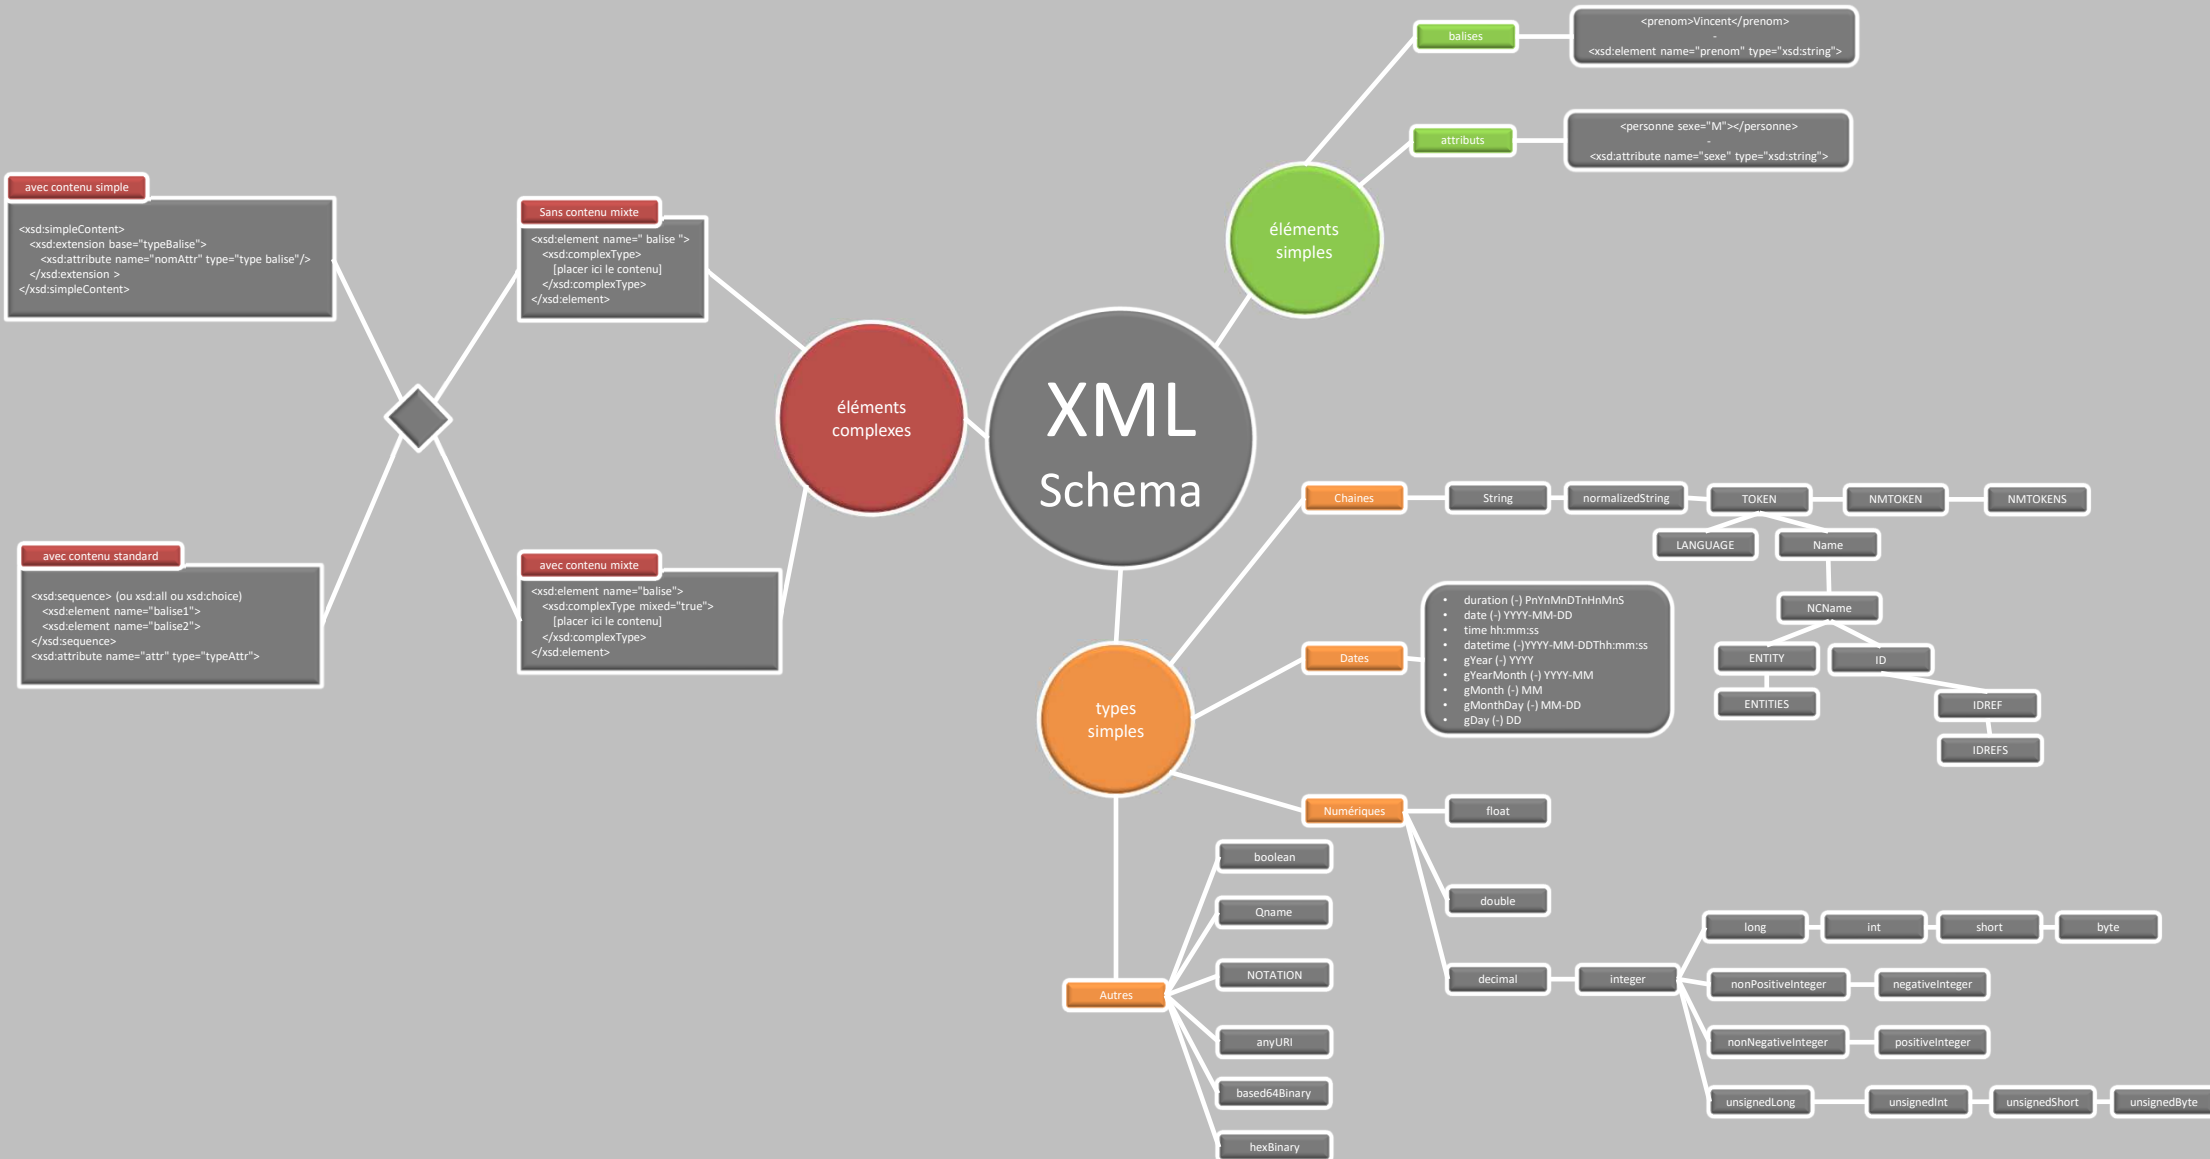 XML
Schema
éléments
simples
balises
<prenom>Vincent</prenom>
-
<xsd:element name="prenom" type="xsd:string">
attributs
<personne sexe="M"></personne>
-
<xsd:attribute name="sexe" type="xsd:string">
éléments
complexes
Sans contenu mixte
<xsd:element name=" balise ">
<xsd:complexType>
[placer ici le contenu]
</xsd:complexType>
</xsd:element>
avec contenu mixte
<xsd:element name="balise">
<xsd:complexType mixed="true">
[placer ici le contenu]
</xsd:complexType>
</xsd:element>
avec contenu simple
<xsd:simpleContent>
<xsd:extension base="typeBalise">
<xsd:attribute name="nomAttr" type="type balise"/>
</xsd:extension >
</xsd:simpleContent>
avec contenu standard
<xsd:sequence> (ou xsd:all ou xsd:choice)
<xsd:element name="balise1">
<xsd:element name="balise2">
</xsd:sequence>
<xsd:attribute name="attr" type="typeAttr">
types
simples
Chaines
String
normalizedString
TOKEN
NMTOKEN
NMTOKENS
LANGUAGE
Name
NCName
ENTITY
ID
ENTITIES
IDREF
IDREFS
Dates
• duration (-) PnYnMnDTnHnMnS
• date (-) YYYY-MM-DD
• time hh:mm:ss
• datetime (-)YYYY-MM-DDThh:mm:ss
• gYear (-) YYYY
• gYearMonth (-) YYYY-MM
• gMonth (-) MM
• gMonthDay (-) MM-DD
• gDay (-) DD
Numériques
float
double
decimal
integer
long
int
short
byte
nonPositiveInteger
negativeInteger
nonNegativeInteger
positiveInteger
unsignedLong
unsignedInt
unsignedShort
unsignedByte
Autres
boolean
Qname
NOTATION
anyURI
based64Binary
hexBinary